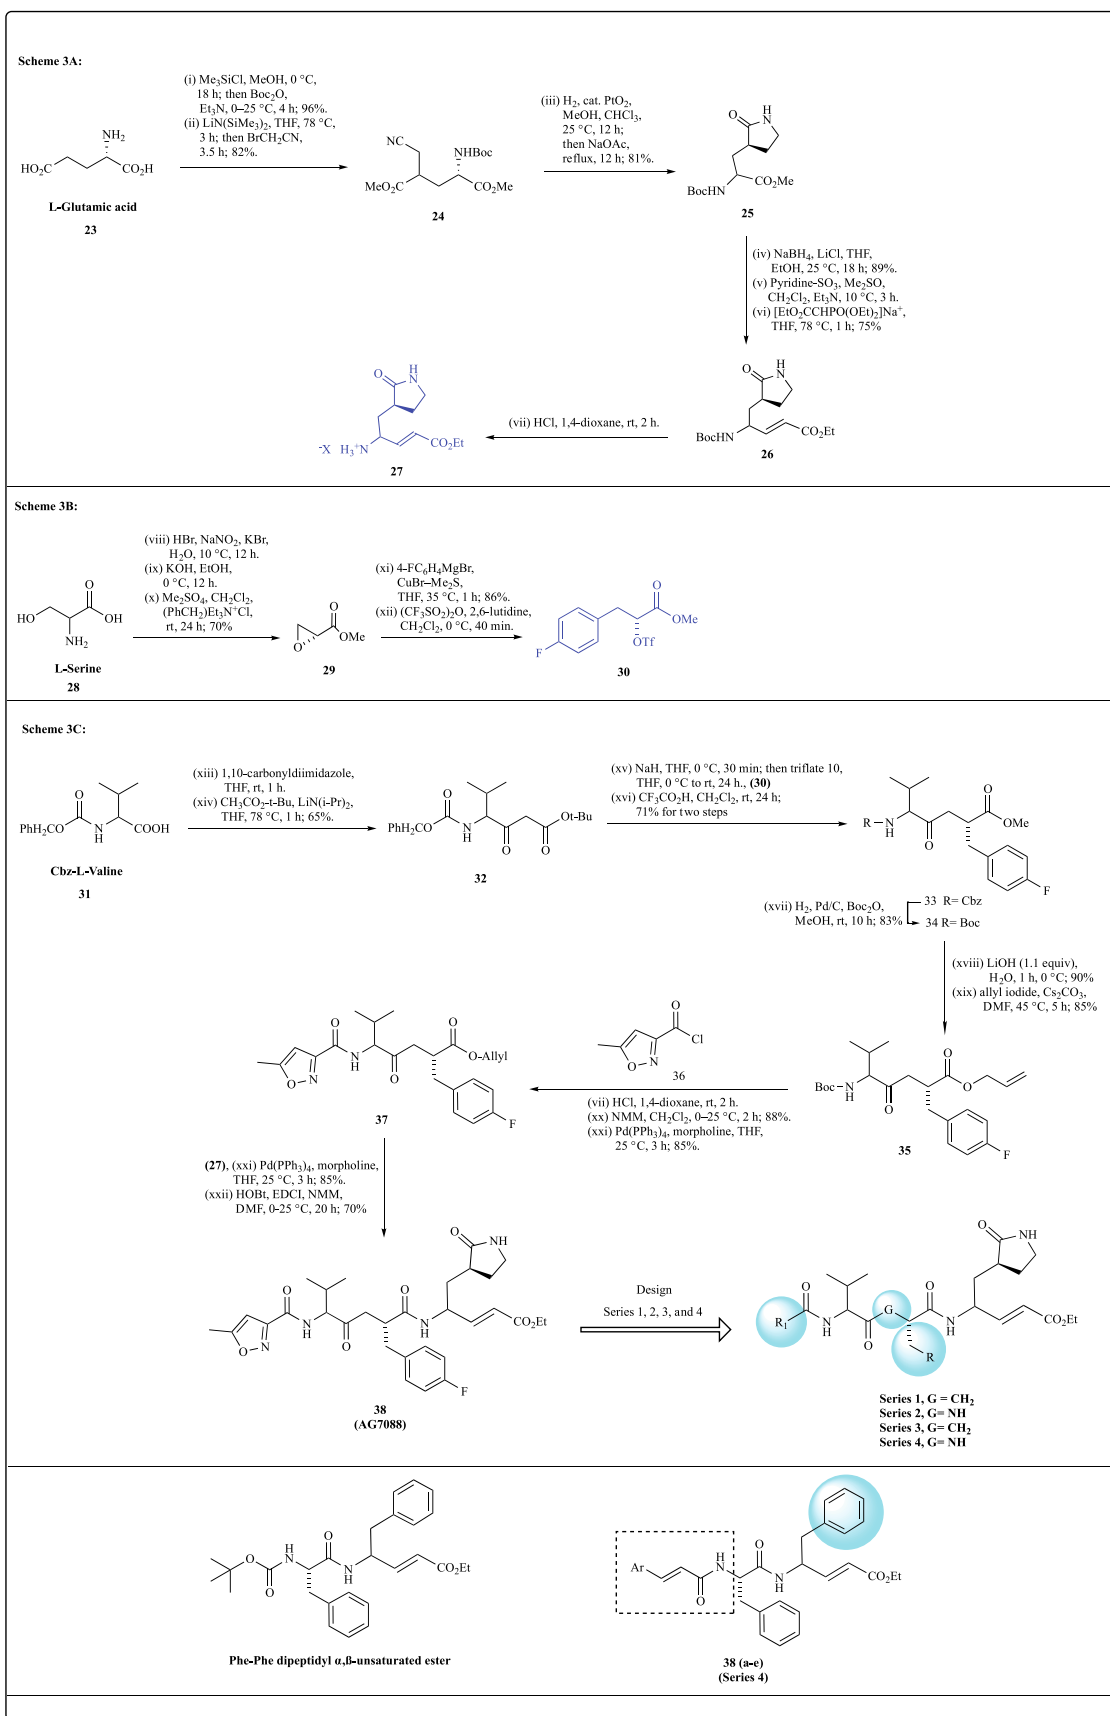 Scheme 3A:
(i) Me3SiCl, MeOH, 0 °C,
18 h; then Boc2O,
Et3N, 0–25 °C, 4 h; 96%.
(ii) LiN(SiMe3)2, THF, 78 °C,
3 h; then BrCH2CN,
3.5 h; 82%.
(iii) H2, cat. PtO2,
MeOH, CHCl3,
25 °C, 12 h;
then NaOAc,
reflux, 12 h; 81%.
NH2
HO2C
CO2H
L-Glutamic acid
23
NC
NHBoc
MeO2C
CO2Me
24
O
H
N
BocHN
CO2Me
25
(iv) NaBH4, LiCl, THF,
EtOH, 25 °C, 18 h; 89%.
(v) Pyridine-SO3, Me2SO,
CH2Cl2, Et3N, 10 °C, 3 h.
(vi) [EtO2CCHPO(OEt)2]Na+,
THF, 78 °C, 1 h; 75%
O
H
N
BocHN
CO2Et
26
(vii) HCl, 1,4-dioxane, rt, 2 h.
O
H
N
-X H3+N
CO2Et
27
Scheme 3B:
(viii) HBr, NaNO2, KBr,
H2O, 10 °C, 12 h.
(ix) KOH, EtOH,
0 °C, 12 h.
(x) Me2SO4, CH2Cl2,
(PhCH2)Et3N+Cl,
rt, 24 h; 70%
(xi) 4-FC6H4MgBr,
CuBr–Me2S,
THF, 35 °C, 1 h; 86%.
(xii) (CF3SO2)2O, 2,6-lutidine,
CH2Cl2, 0 °C, 40 min.
O
HO
OH
NH2
L-Serine
28
O
O
O
Me
29
O
OMe
OTf
F
30
Scheme 3C:
(xiii) 1,10-carbonyldiimidazole,
THF, rt, 1 h.
(xiv) CH3CO2-t-Bu, LiN(i-Pr)2,
THF, 78 °C, 1 h; 65%.
(xv) NaH, THF, 0 °C, 30 min; then triflate 10,
THF, 0 °C to rt, 24 h., (30)
(xvi) CF3CO2H, CH2Cl2, rt, 24 h;
71% for two steps
O
PhH2CO
N
H
COOH
Cbz-L-Valine
31
O
PhH2CO
N
H
O
O
Ot-Bu
32
R
H
N
O
O
OMe
F
33 R= Cbz
34 R= Boc
(xvii) H2, Pd/C, Boc2O,
MeOH, rt, 10 h; 83%
(xviii) LiOH (1.1 equiv),
H2O, 1 h, 0 °C; 90%
(xix) allyl iodide, Cs2CO3,
DMF, 45 °C, 5 h; 85%
Boc
N
H
O
O
O
F
35
O
Cl
O
N
36
(vii) HCl, 1,4-dioxane, rt, 2 h.
(xx) NMM, CH2Cl2, 0–25 °C, 2 h; 88%.
(xxi) Pd(PPh3)4, morpholine, THF,
25 °C, 3 h; 85%.
O
N
H
O
N
O
O
O-Allyl
F
37
(27), (xxi) Pd(PPh3)4, morpholine,
THF, 25 °C, 3 h; 85%.
(xxii) HOBt, EDCI, NMM,
DMF, 0-25 °C, 20 h; 70%
O
NH
O
N
H
O
N
O
O
N
H
CO2Et
F
38
(AG7088)
Design
Series 1, 2, 3, and 4
O
NH
R1
O
N
H
O
G
O
N
H
CO2Et
R
Series 1, G = CH2
Series 2, G= NH
Series 3, G= CH2
Series 4, G= NH
O
O
H
N
O
N
H
CO2Et
Phe-Phe dipeptidyl α,ß-unsaturated ester
Ar
O
H
N
O
N
H
CO2Et
38 (a-e)
(Series 4)